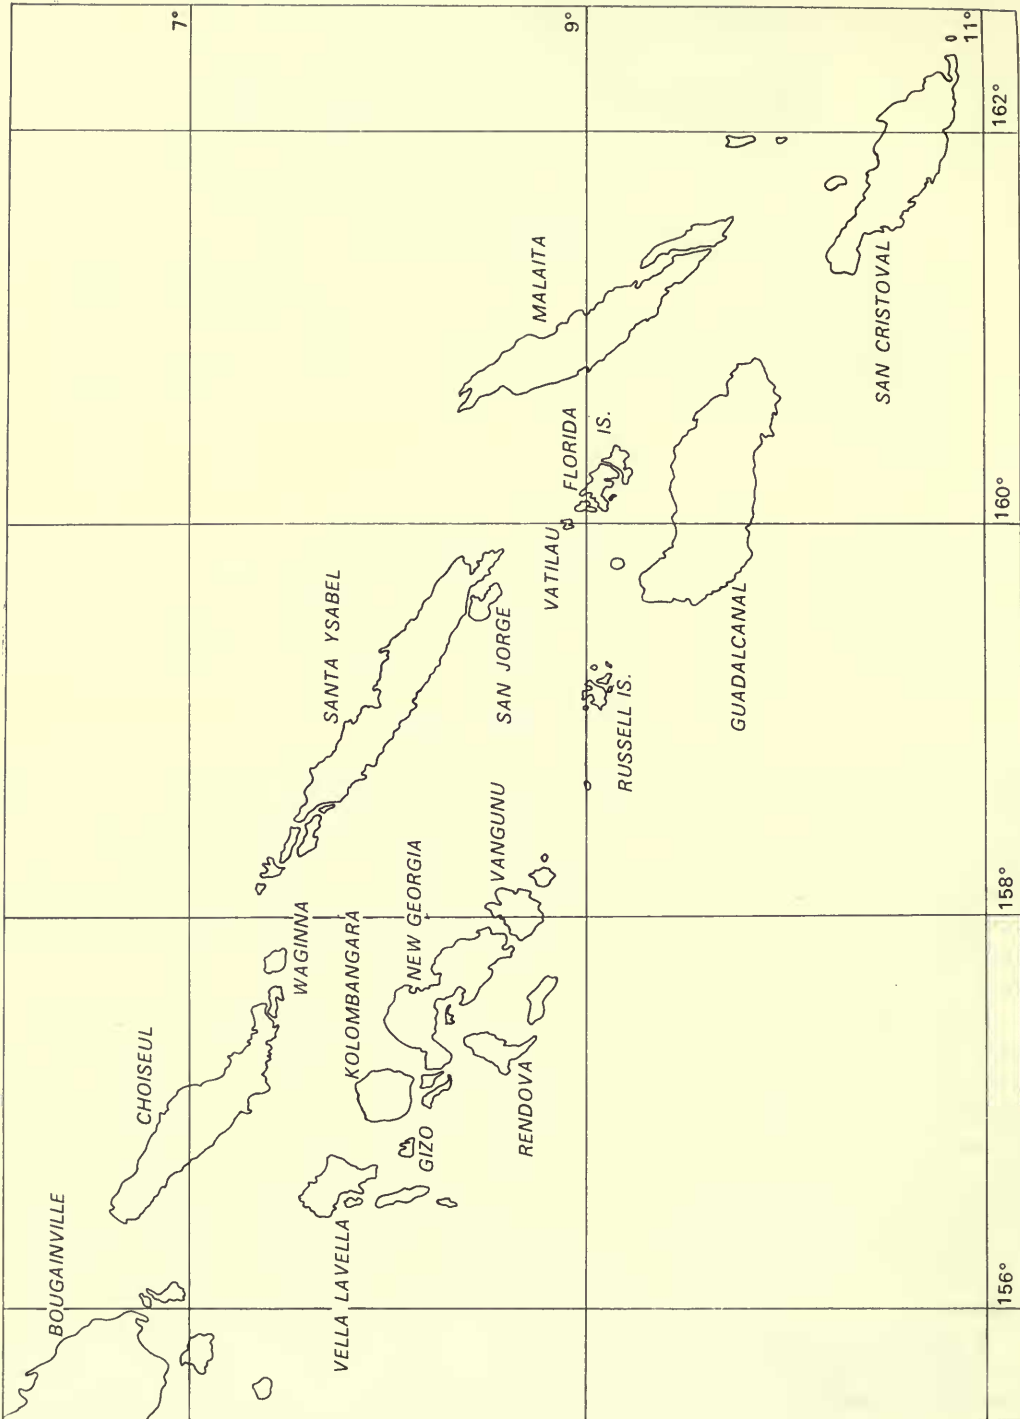 BOUGAINVILLE
CHOISEUL
WAGINNA
VELLA LAVELLA
KOLOMBANGARA
GIZO
NEW GEORGIA
VANGUNU
RENDOVA
SANTA YSABEL
SAN JORGE
RUSSELL IS.
VATILAU
FLORIDA
IS.
MALAITA
GUADALCANAL
SAN CRISTOVAL
7°
9°
11°
156°
158°
160°
162°